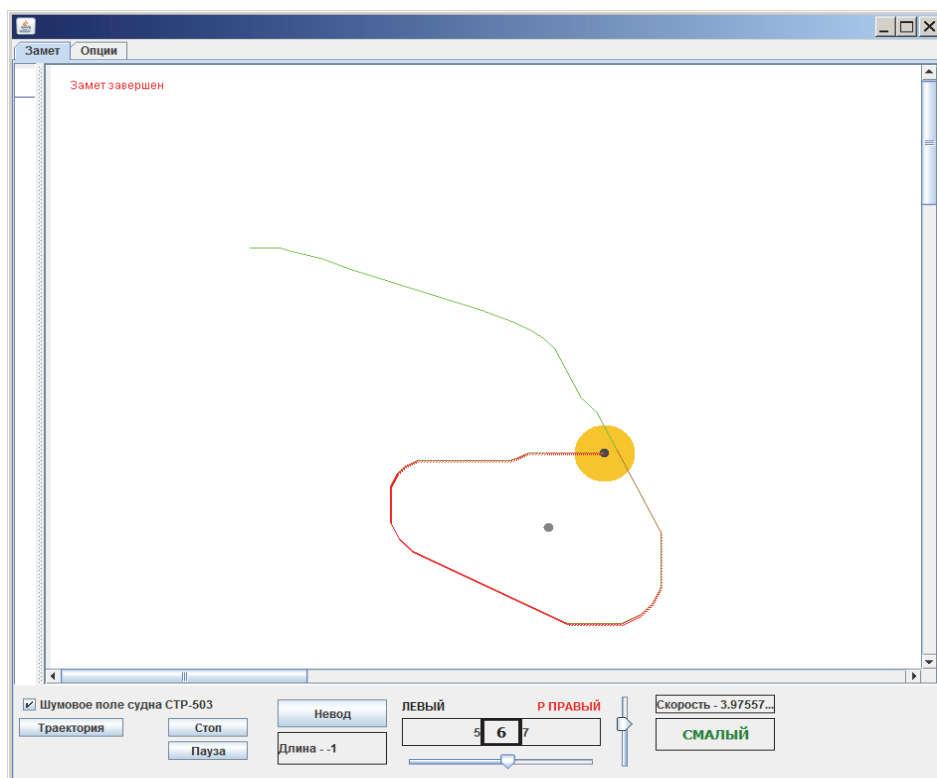 Замет Опции
Замет завершен
Шумовое поле судна СТР-503
Траектория
Стоп
Пауза
Невод
Длина - -1
ЛЕВЫЙ Р ПРАВЫЙ
5 6 7
Скорость - 3.97557...
СМАЛЫЙ